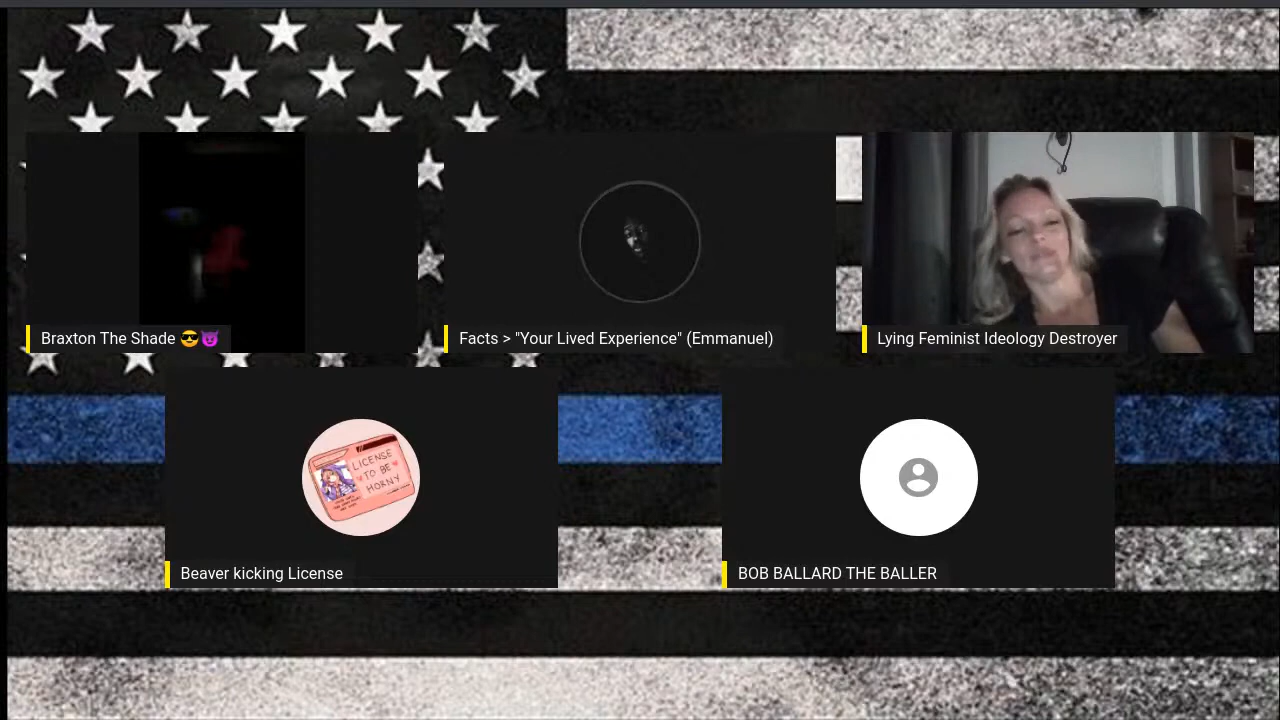 Braxton The Shade 😎😈
Facts > "Your Lived Experience" (Emmanuel)
Lying Feminist Ideology Destroyer
LICENSE
TO BE
HORNY
Beaver kicking License
BOB BALLARD THE BALLER